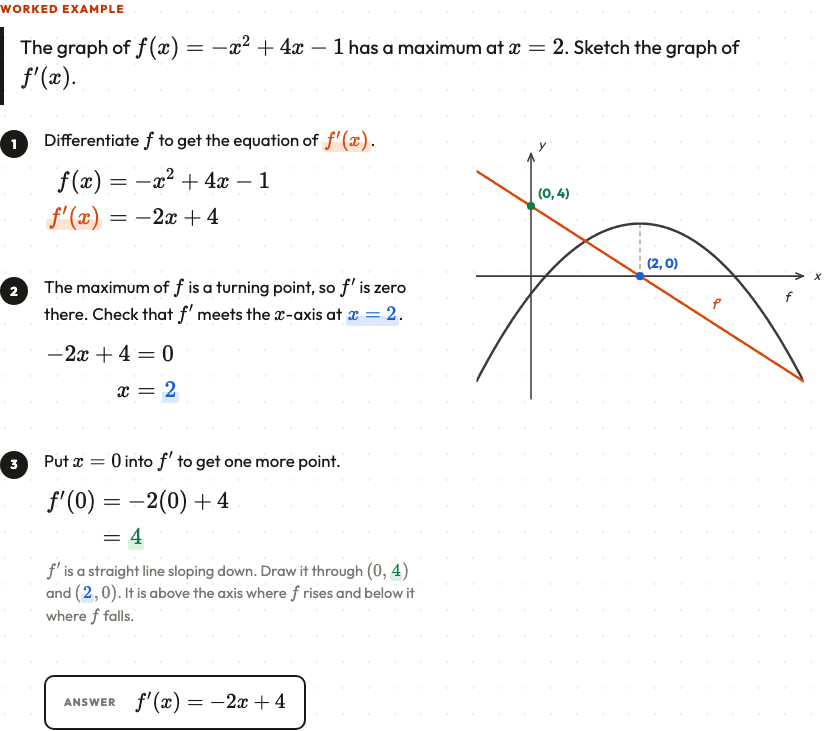 WORKED EXAMPLE
The graph of f(x) = −x² + 4x − 1 has a maximum at x = 2. Sketch the graph of
f′(x).
1
Differentiate f to get the equation of f′(x).
f(x) = −x² + 4x − 1
f′(x) = −2x + 4
2
The maximum of f is a turning point, so f′ is zero
there. Check that f′ meets the x-axis at x = 2.
−2x + 4 = 0
x = 2
3
Put x = 0 into f′ to get one more point.
f′(0) = −2(0) + 4
= 4
f′ is a straight line sloping down. Draw it through (0, 4)
and (2, 0). It is above the axis where f rises and below it
where f falls.
ANSWER f′(x) = −2x + 4
y
(0, 4)
(2, 0)
x
f′
f